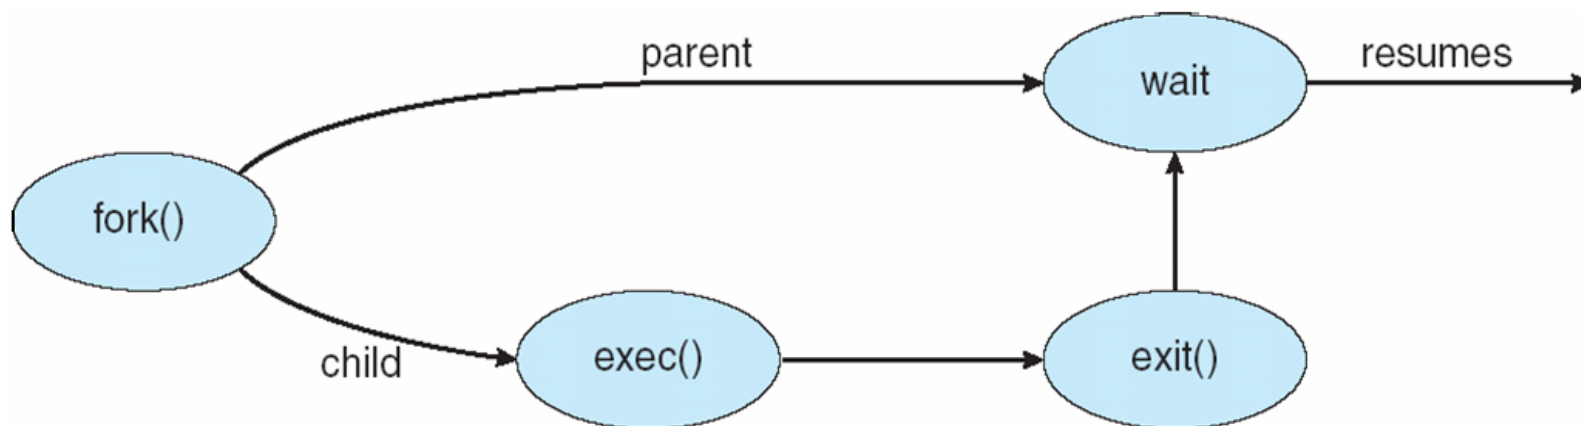 parent
wait
resumes
fork()
child
exec()
exit()